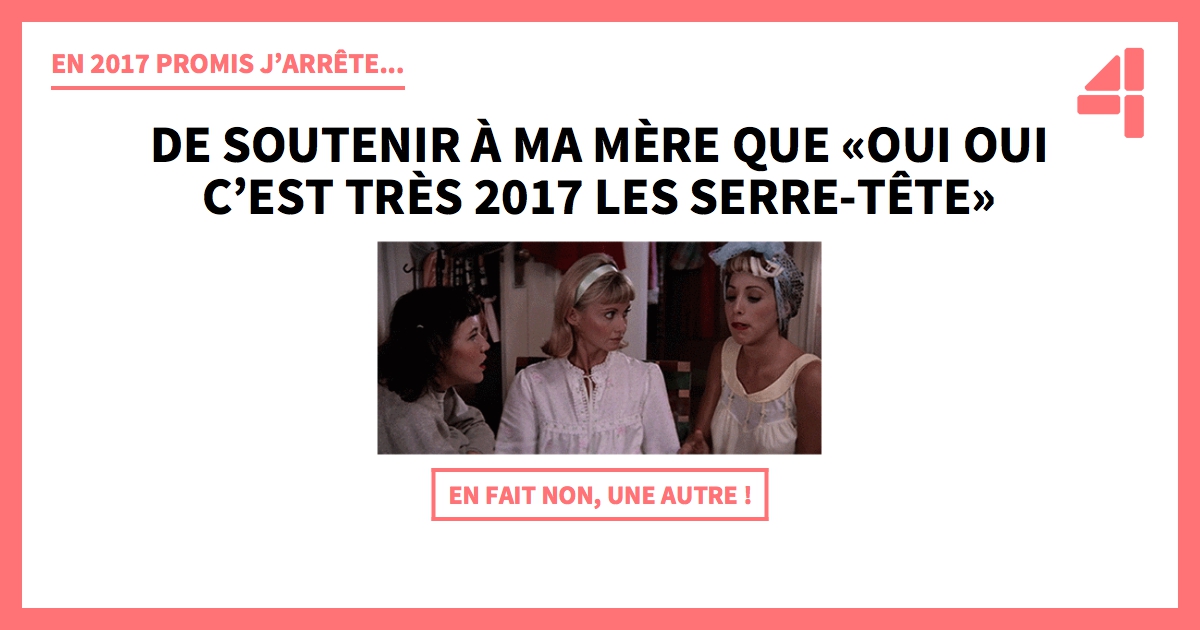 EN 2017 PROMIS J’ARRÊTE...
4
DE SOUTENIR À MA MÈRE QUE «OUI OUI
C’EST TRÈS 2017 LES SERRE-TÊTE»
EN FAIT NON, UNE AUTRE !